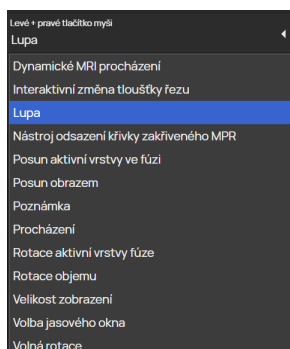 Levé + pravé tlačítko myši
Lupa
Dynamické MRI procházení
Interaktivní změna tloušťky řezu
Lupa
Nástroj odsazení křivky zakřiveného MPR
Posun aktivní vrstvy ve fúzi
Posun obrazem
Poznámka
Procházení
Rotace aktivní vrstvy fúze
Rotace objemu
Velikost zobrazení
Volba jasového okna
Volná rotace